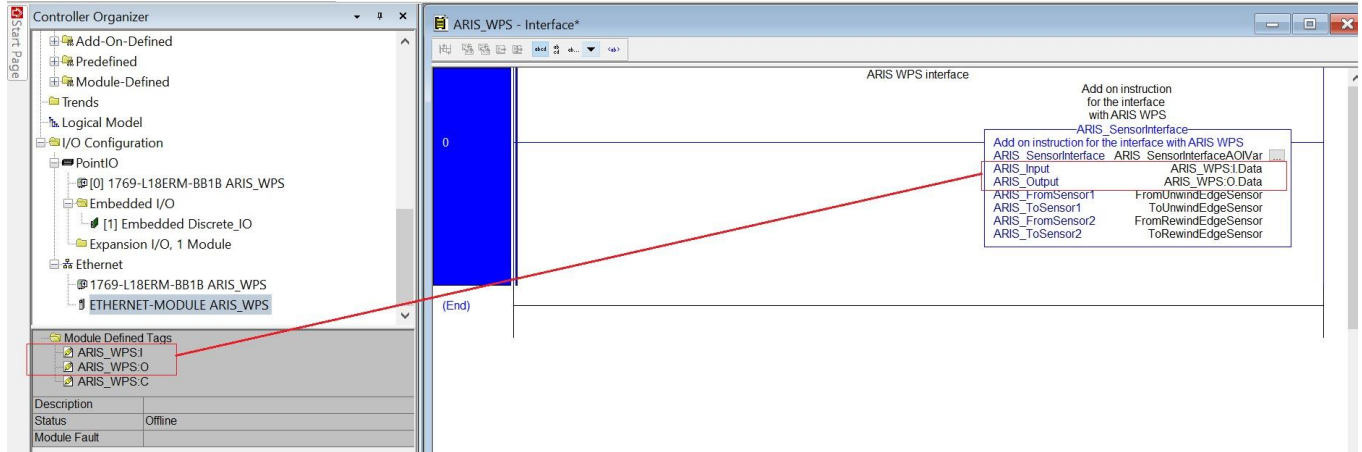 Start Page
Controller Organizer
Add-On-Defined
Predefined
Module-Defined
Trends
Logical Model
I/O Configuration
PointIO
[0] 1769-L18ERM-BB1B ARIS_WPS
Embedded I/O
[1] Embedded Discrete_IO
Expansion I/O, 1 Module
Ethernet
1769-L18ERM-BB1B ARIS_WPS
ETHERNET-MODULE ARIS_WPS
Module Defined Tags
ARIS_WPS:I
ARIS_WPS:O
ARIS_WPS:C
Description
Status Offline
Module Fault
ARIS_WPS - Interface*
abcd
ARIS WPS interface
Add on instruction
for the interface
with ARIS WPS
0
ARIS_SensorInterface
Add on instruction for the interface with ARIS WPS
ARIS_SensorInterface ARIS_SensorInterfaceAOIVar ...
ARIS_Input ARIS_WPS:I.Data
ARIS_Output ARIS_WPS:O.Data
ARIS_FromSensor1 FromUnwindEdgeSensor
ARIS_ToSensor1 ToUnwindEdgeSensor
ARIS_FromSensor2 FromRewindEdgeSensor
ARIS_ToSensor2 ToRewindEdgeSensor
(End)